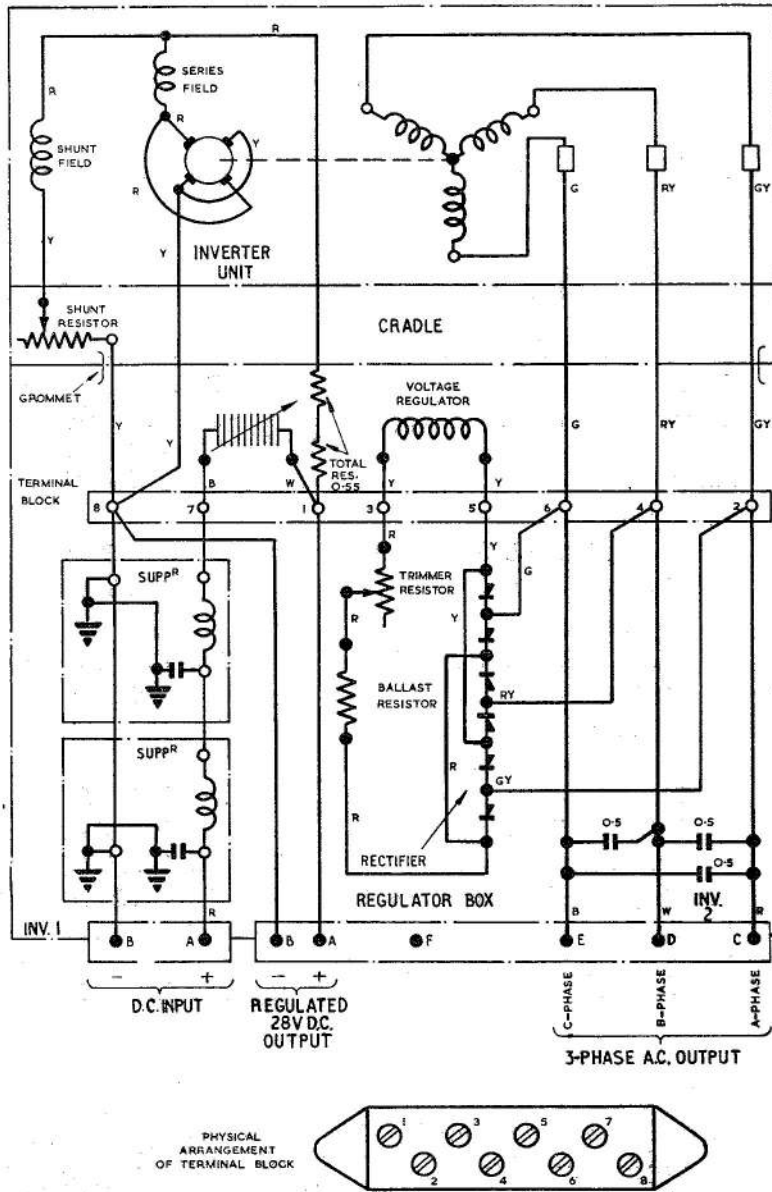 R
R
SERIES
FIELD
SHUNT
FIELD
R
Y
R
Y
Y
INVERTER
UNIT
G
RY
GY
SHUNT
RESISTOR
CRADLE
GROMMET
VOLTAGE
REGULATOR
Y
Y
G
RY
GY
B
W
TOTAL
RES.
0·55
Y
Y
TERMINAL
BLOCK
8
7
1
3
5
6
4
2
SUPPR
R
Y
G
TRIMMER
RESISTOR
R
Y
BALLAST
RESISTOR
RY
R
GY
SUPPR
R
RECTIFIER
0·5
0·5
0·5
REGULATOR BOX
R
B
W
INV.
2
R
INV. 1
B
A
B
A
F
E
D
C
−
+
−
+
D.C. INPUT
REGULATED
28V D.C.
OUTPUT
C-PHASE
B-PHASE
A-PHASE
3-PHASE A.C. OUTPUT
PHYSICAL
ARRANGEMENT
OF TERMINAL BLOCK
1
3
5
7
2
4
6
8